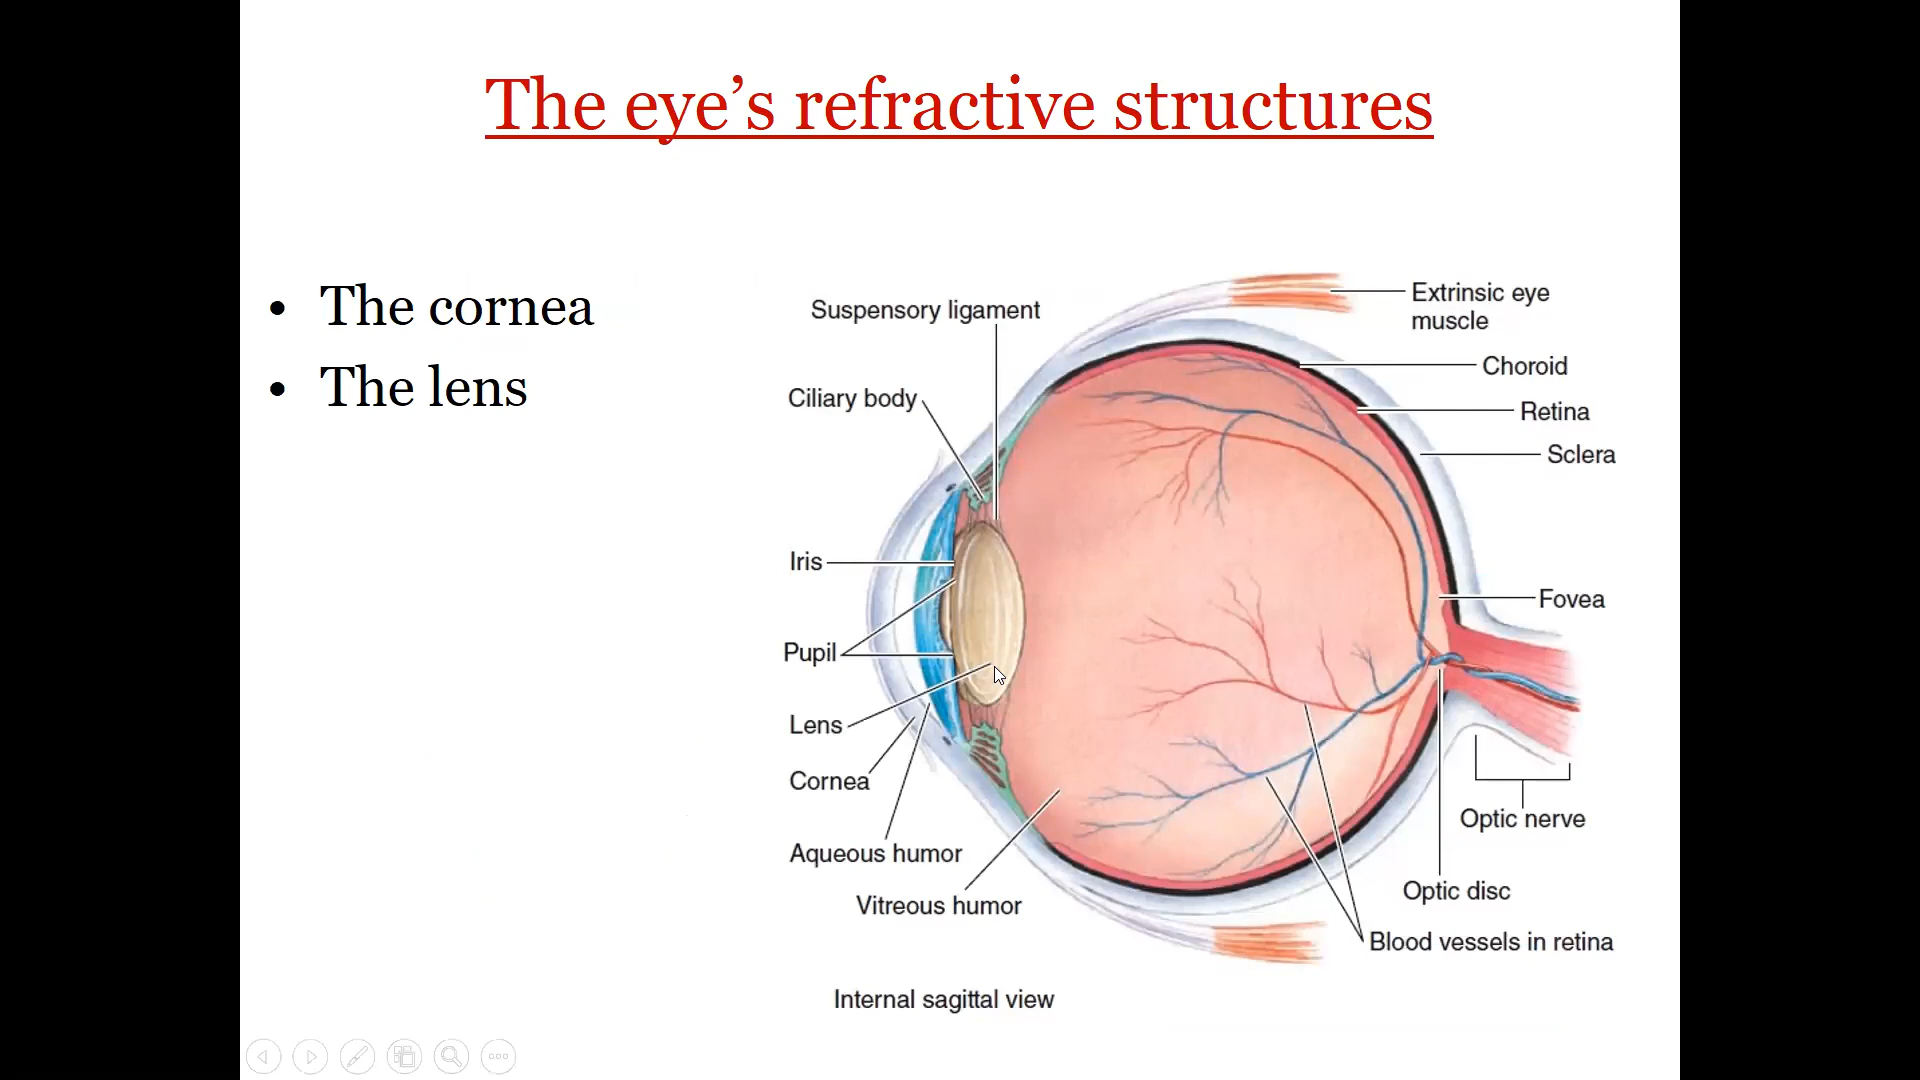 The eye’s refractive structures
• The cornea
• The lens
Suspensory ligament
Ciliary body
Iris
Pupil
Lens
Cornea
Aqueous humor
Vitreous humor
Internal sagittal view
Extrinsic eye
muscle
Choroid
Retina
Sclera
Fovea
Optic nerve
Optic disc
Blood vessels in retina